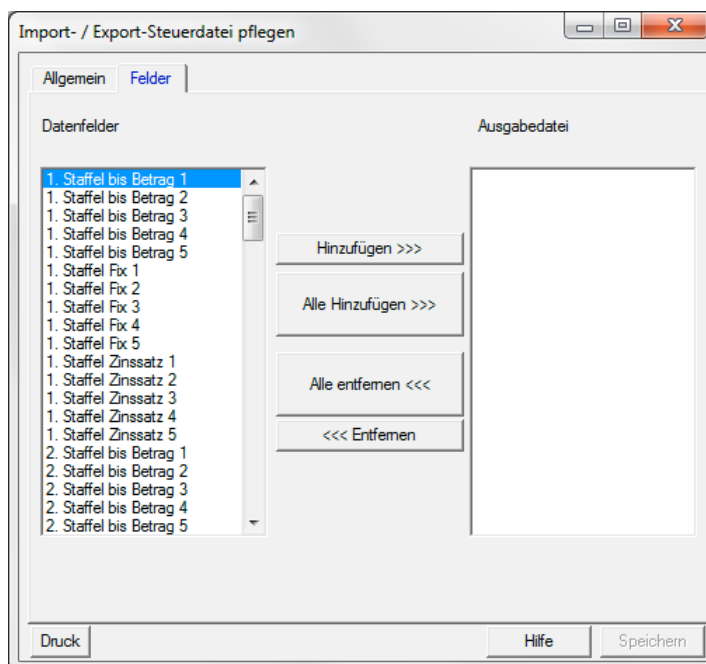 Import- / Export-Steuerdatei pflegen
Allgemein Felder
Datenfelder Ausgabedatei
1. Staffel bis Betrag 1
1. Staffel bis Betrag 2
1. Staffel bis Betrag 3
1. Staffel bis Betrag 4
1. Staffel bis Betrag 5
1. Staffel Fix 1
1. Staffel Fix 2
1. Staffel Fix 3
1. Staffel Fix 4
1. Staffel Fix 5
1. Staffel Zinssatz 1
1. Staffel Zinssatz 2
1. Staffel Zinssatz 3
1. Staffel Zinssatz 4
1. Staffel Zinssatz 5
2. Staffel bis Betrag 1
2. Staffel bis Betrag 2
2. Staffel bis Betrag 3
2. Staffel bis Betrag 4
2. Staffel bis Betrag 5
Hinzufügen >>>
Alle Hinzufügen >>>
Alle entfernen <<<
<<< Entfernen
Druck Hilfe Speichern